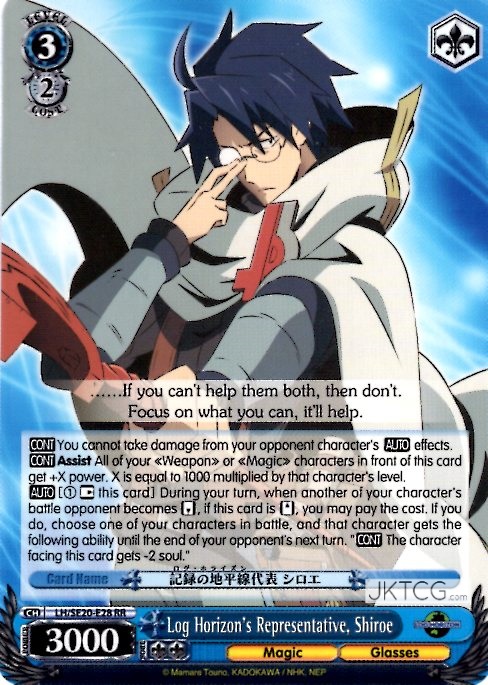 LEVEL
3
2
COST
……If you can't help them both, then don't.
Focus on what you can, it'll help.
CONT You cannot take damage from your opponent character's AUTO effects.
CONT Assist All of your «Weapon» or «Magic» characters in front of this card
get +X power. X is equal to 1000 multiplied by that character's level.
AUTO [① this card] During your turn, when another of your character's
battle opponent becomes [ ], if this card is [ ], you may pay the cost. If you
do, choose one of your characters in battle, and that character gets the
following ability until the end of your opponent's next turn. "CONT The character
facing this card gets -2 soul."
Card Name
ログ・ホライズン
記録の地平線代表 シロエ
JKTCG.com
CH LH/SE20-E28 RR
Log Horizon's Representative, Shiroe
POWER
3000
SOUL
Magic
Glasses
© Mamare Touno, KADOKAWA / NHK, NEP